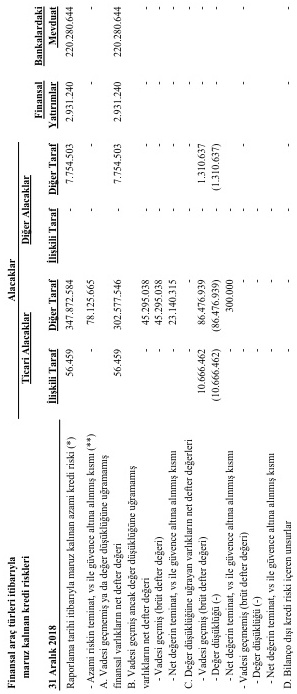 Finansal araç türleri itibarıyla
maruz kalınan kredi riskleri
Alacaklar
Ticari Alacaklar Diğer Alacaklar Finansal Bankalardaki
31 Aralık 2018 İlişkili Taraf Diğer Taraf İlişkili Taraf Diğer Taraf Yatırımlar Mevduat
Raporlama tarihi itibarıyla maruz kalınan azami kredi riski (*) 56.459 347.872.584 - 7.754.503 2.931.240 220.280.644
- Azami riskin teminat, vs ile güvence altına alınmış kısmı (**) - 78.125.665 - - - -
A. Vadesi geçmemiş ya da değer düşüklüğüne uğramamış
finansal varlıkların net defter değeri 56.459 302.577.546 - 7.754.503 2.931.240 220.280.644
B. Vadesi geçmiş ancak değer düşüklüğüne uğramamış
varlıkların net defter değeri - 45.295.038 - - - -
- Vadesi geçmiş (brüt defter değeri) - 45.295.038 - - - -
- Net değerin teminat, vs ile güvence altına alınmış kısmı - 23.140.315 - - - -
C. Değer düşüklüğüne uğrayan varlıkların net defter değerleri - - - - - -
- Vadesi geçmiş (brüt defter değeri) 10.666.462 86.476.939 - 1.310.637 - -
- Değer düşüklüğü (-) (10.666.462) (86.476.939) - (1.310.637) - -
- Net değerin teminat, vs ile güvence altına alınmış kısmı - 300.000 - - - -
- Vadesi geçmemiş (brüt defter değeri) - - - - - -
- Değer düşüklüğü (-) - - - - - -
- Net değerin teminat, vs ile güvence altına alınmış kısmı - - - - - -
D. Bilanço dışı kredi riski içeren unsurlar - - - - - -